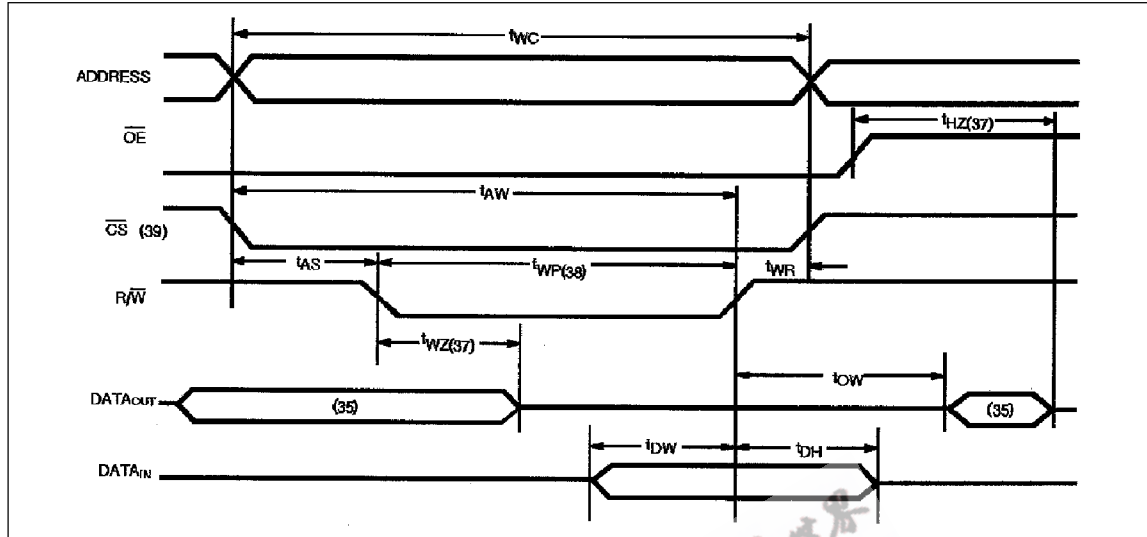 tWC
ADDRESS
OE
tHZ(37)
tAW
CS (39)
tAS
tWP(38)
tWR
R/W
tWZ(37)
tOW
DATAOUT
(35)
(35)
tDW
tDH
DATAIN